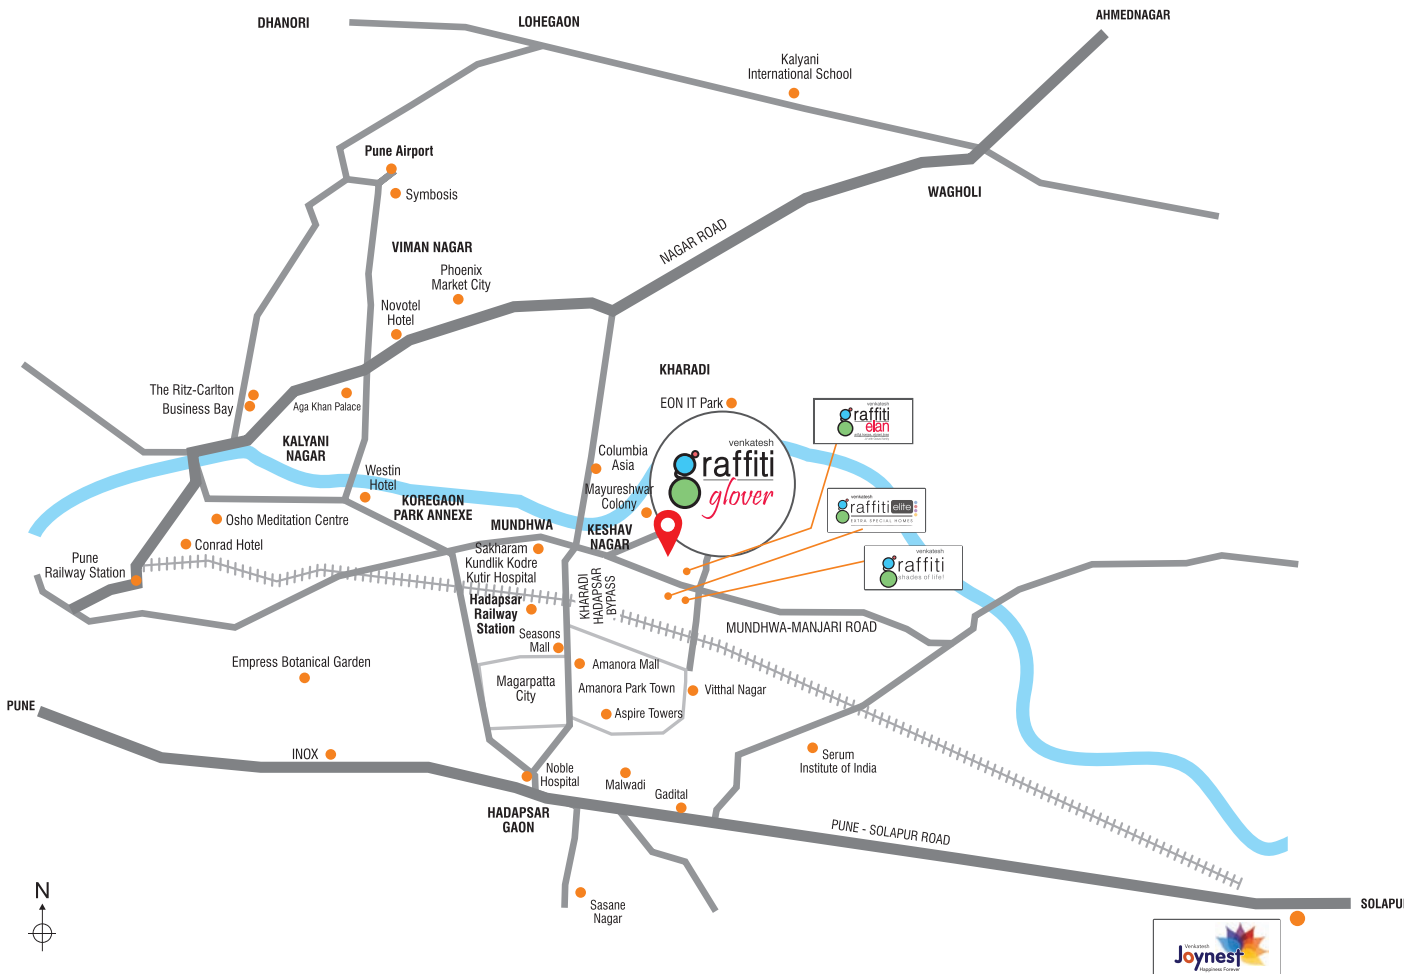 AHMEDNAGAR
DHANORI
LOHEGAON
Kalyani
International School
Pune Airport
Symbosis
WAGHOLI
NAGAR ROAD
VIMAN NAGAR
Phoenix
Market City
Novotel
Hotel
KHARADI
EON IT Park
The Ritz-Carlton
Business Bay
Aga Khan Palace
venkatesh
graffiti
elan
KALYANI
NAGAR
venkatesh
graffiti
glover
Columbia
Asia
Westin
Hotel
KOREGAON
PARK ANNEXE
Mayureshwar
Colony
venkatesh
graffiti elite
EXTRA SPECIAL HOMES
Osho Meditation Centre
MUNDHWA
KESHAV
NAGAR
Conrad Hotel
Sakharam
Kundlik Kodre
Kutir Hospital
venkatesh
graffiti
shades of life!
Pune
Railway Station
KHARADI
HADAPSAR
BYPASS
Hadapsar
Railway
Station
MUNDHWA-MANJARI ROAD
Seasons
Mall
Empress Botanical Garden
Amanora Mall
Magarpatta
City
Amanora Park Town
Vitthal Nagar
PUNE
Aspire Towers
INOX
Serum
Institute of India
Noble
Hospital
Malwadi
Gadital
HADAPSAR
GAON
PUNE - SOLAPUR ROAD
N
Sasane
Nagar
SOLAPU
Venkatesh
Joynest
Happiness Forever